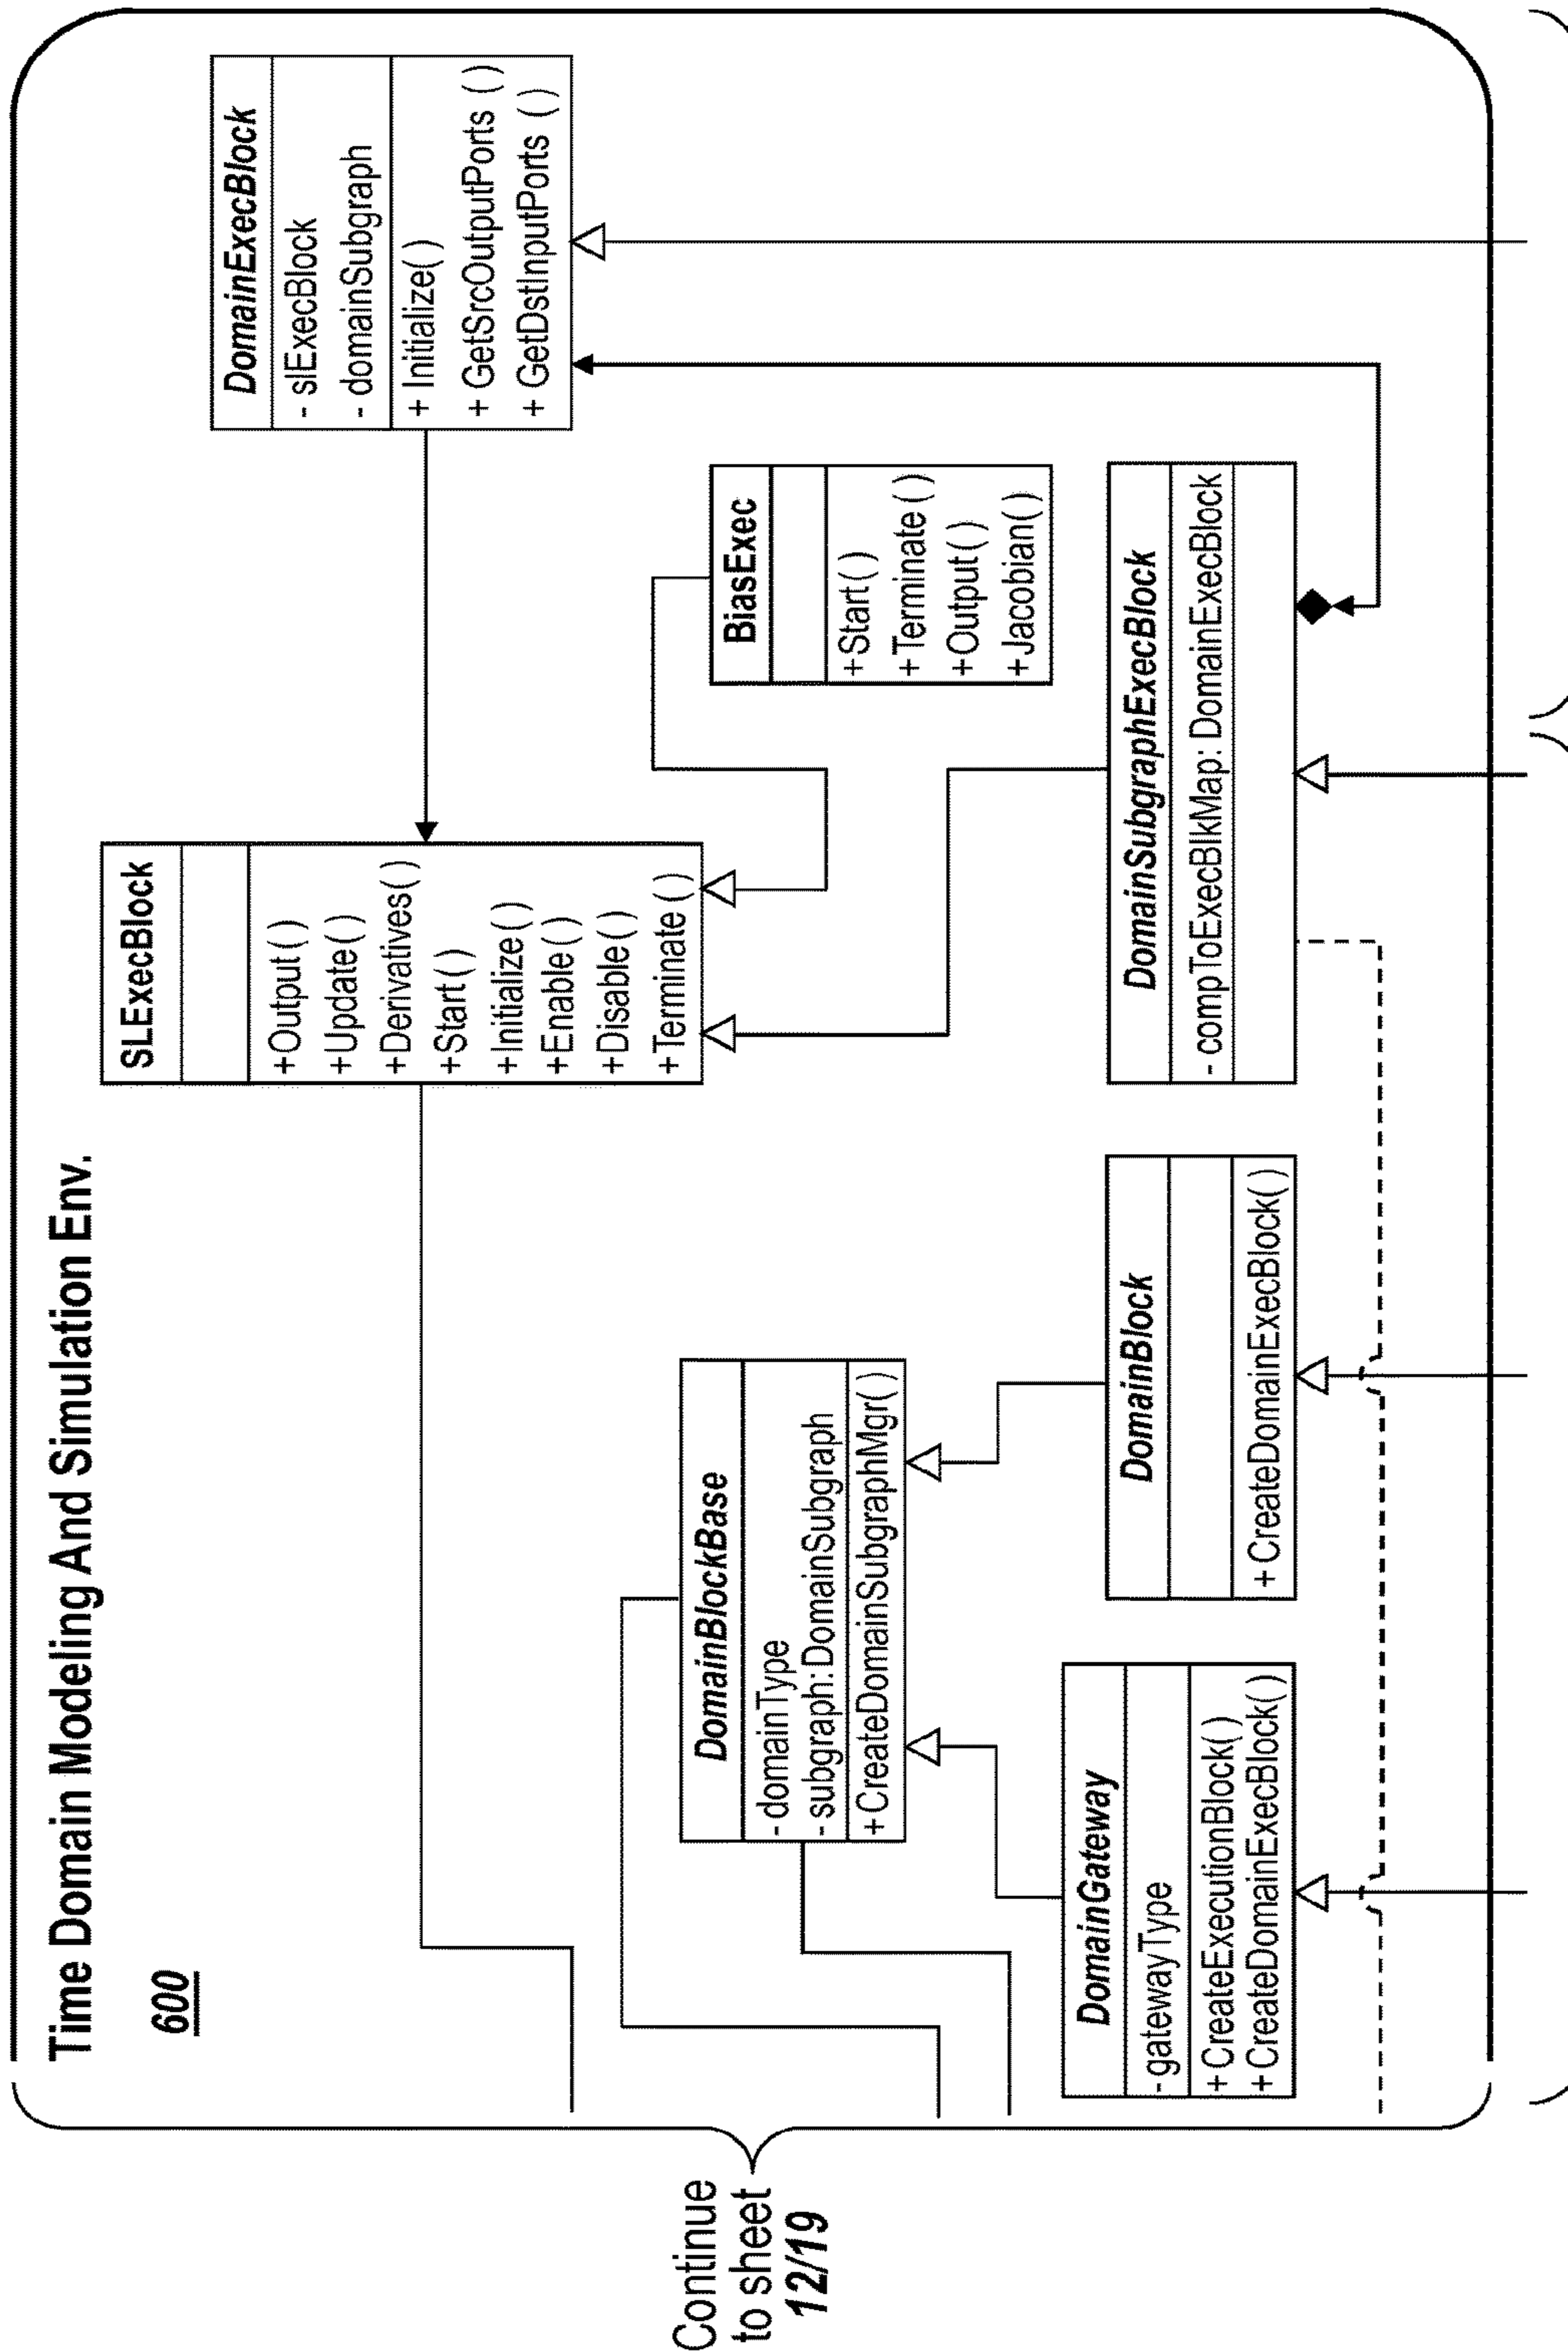 Time Domain Modeling And Simulation Env.
600
SLExecBlock
+Output( )
+Update( )
+Derivatives( )
+Start( )
+Initialize( )
+Enable( )
+Disable( )
+Terminate ( )
DomainExecBlock
- slExecBlock
- domainSubgraph
+ Initialize( )
+ GetSrcOutputPorts ( )
+ GetDstInputPorts ( )
DomainBlockBase
- domainType
- subgraph: DomainSubgraph
+ CreateDomainSubgraphMgr( )
BiasExec
+Start( )
+Terminate ( )
+Output( )
+Jacobian( )
DomainGateway
- gatewayType
+ CreateExecutionBlock( )
+ CreateDomainExecBlock( )
DomainBlock
+ CreateDomainExecBlock( )
DomainSubgraphExecBlock
- compToExecBlkMap: DomainExecBlock
Continue
to sheet
12/19